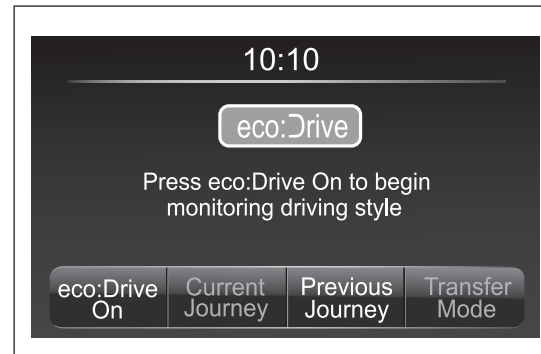 10:10
eco:Drive
Press eco:Drive On to begin
monitoring driving style
eco:Drive On
Current Journey
Previous Journey
Transfer Mode